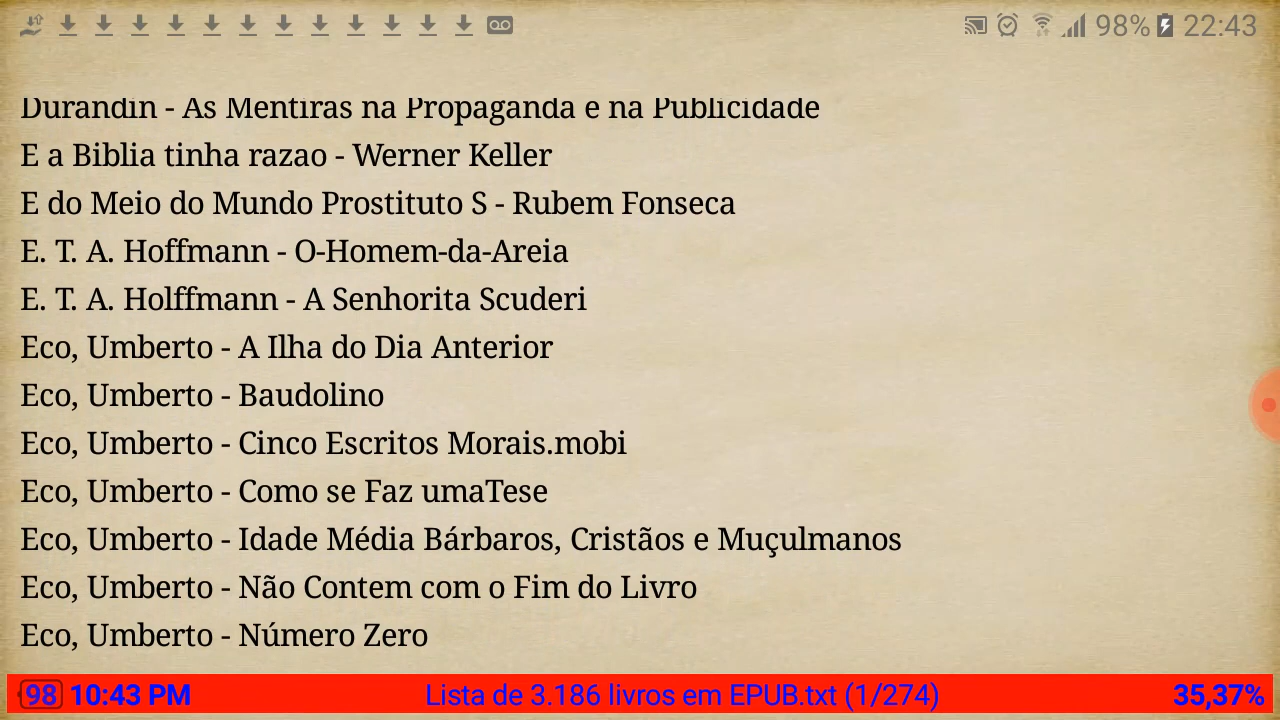 98% 22:43
Durandin - As Mentiras na Propaganda e na Publicidade
E a Biblia tinha razao - Werner Keller
E do Meio do Mundo Prostituto S - Rubem Fonseca
E. T. A. Hoffmann - O-Homem-da-Areia
E. T. A. Holffmann - A Senhorita Scuderi
Eco, Umberto - A Ilha do Dia Anterior
Eco, Umberto - Baudolino
Eco, Umberto - Cinco Escritos Morais.mobi
Eco, Umberto - Como se Faz umaTese
Eco, Umberto - Idade Média Bárbaros, Cristãos e Muçulmanos
Eco, Umberto - Não Contem com o Fim do Livro
Eco, Umberto - Número Zero
98 10:43 PM Lista de 3.186 livros em EPUB.txt (1/274) 35,37%